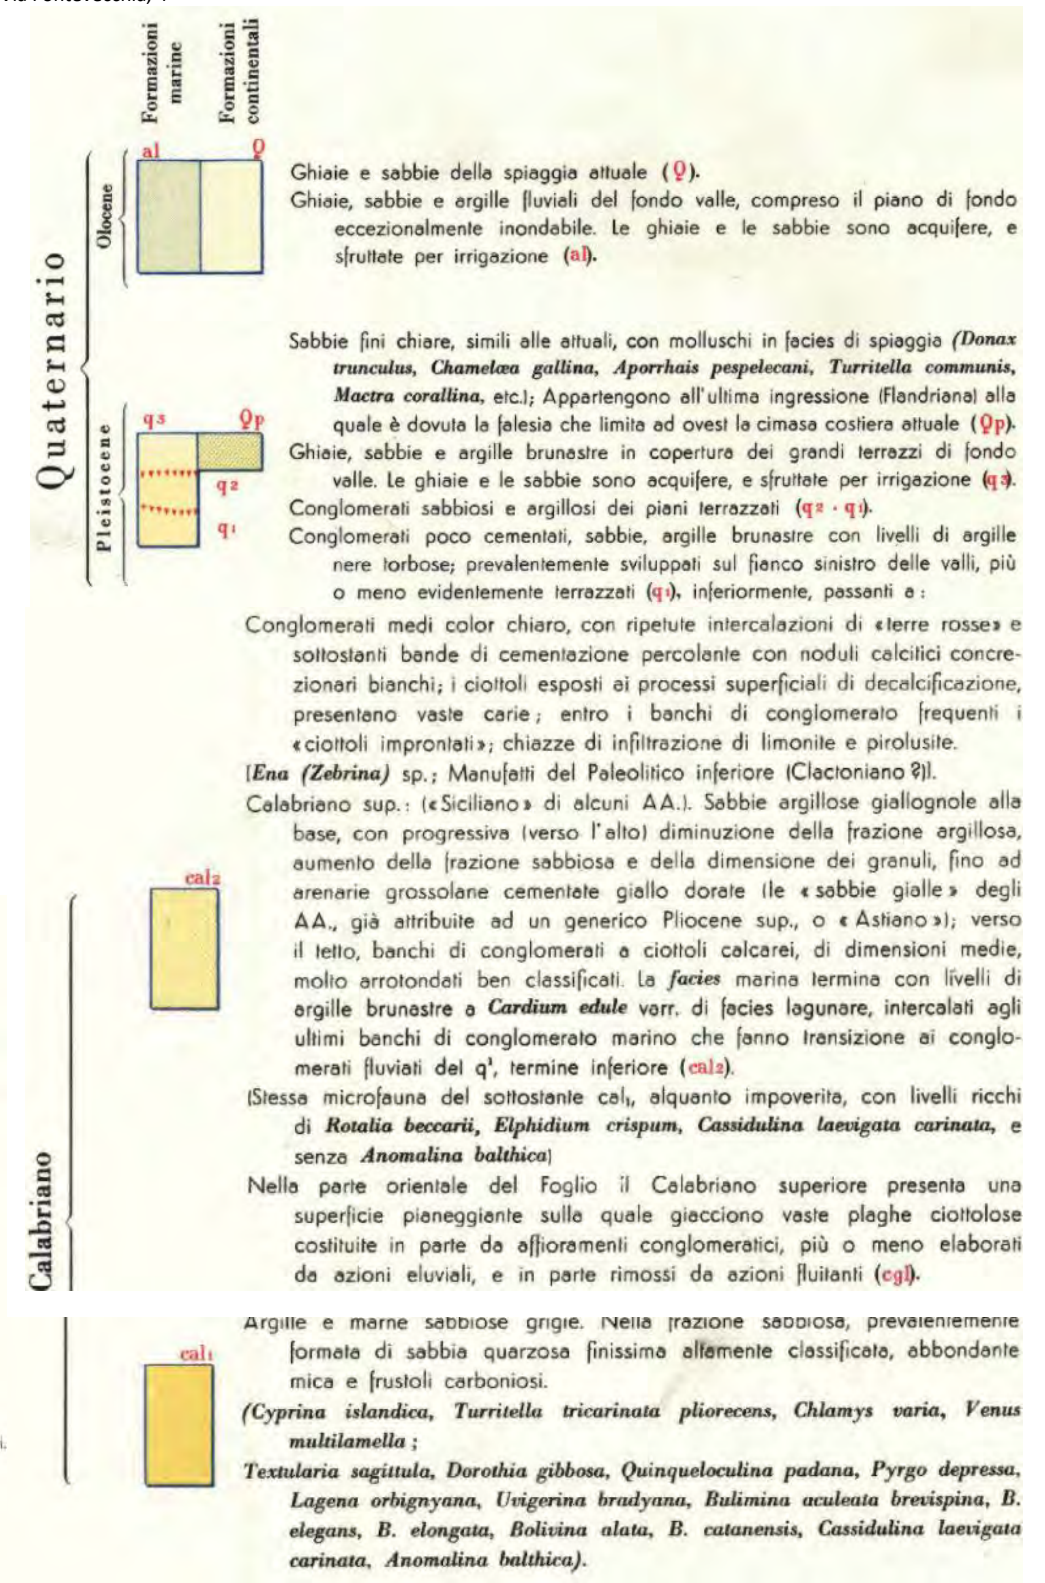 Formazioni
marine
Formazioni
continentali
al
Q
Quaternario
Olocene
Ghiaie e sabbie della spiaggia attuale (Q).
Ghiaie, sabbie e argille fluviali del fondo valle, compreso il piano di fondo
eccezionalmente inondabile. Le ghiaie e le sabbie sono acquifere, e
sfruttate per irrigazione (al).
Pleistocene
q3
Qp
q2
q1
Sabbie fini chiare, simili alle attuali, con molluschi in facies di spiaggia (Donax
trunculus, Chamelæa gallina, Aporrhais pespelecani, Turritella communis,
Mactra corallina, etc.); Appartengono all'ultima ingressione (Flandriana) alla
quale è dovuta la falesia che limita ad ovest la cimasa costiera attuale (Qp).
Ghiaie, sabbie e argille brunastre in copertura dei grandi terrazzi di fondo
valle. Le ghiaie e le sabbie sono acquifere, e sfruttate per irrigazione (q3).
Conglomerati sabbiosi e argillosi dei piani terrazzati (q2 - q1).
Conglomerati poco cementati, sabbie, argille brunastre con livelli di argille
nere torbose; prevalentemente sviluppati sul fianco sinistro delle valli, più
o meno evidentemente terrazzati (q1), inferiormente, passanti a :
Conglomerati medi color chiaro, con ripetute intercalazioni di «terre rosse» e
sottostanti bande di cementazione percolante con noduli calcitici concre-
zionari bianchi; i ciottoli esposti ai processi superficiali di decalcificazione,
presentano vaste carie ; entro i banchi di conglomerato frequenti i
«ciottoli improntati»; chiazze di infiltrazione di limonite e pirolusite.
(Ena (Zebrina) sp.; Manufatti del Paleolitico inferiore (Clactoniano ?)).
Calabriano
cal2
Calabriano sup.: («Siciliano» di alcuni AA.). Sabbie argillose giallognole alla
base, con progressiva (verso l'alto) diminuzione della frazione argillosa,
aumento della frazione sabbiosa e della dimensione dei granuli, fino ad
arenarie grossolane cementate giallo dorate (le « sabbie gialle » degli
AA., già attribuite ad un generico Pliocene sup., o « Astiano »); verso
il tetto, banchi di conglomerati a ciottoli calcarei, di dimensioni medie,
molto arrotondati ben classificati. La facies marina termina con livelli di
argille brunastre a Cardium edule varr. di facies lagunare, intercalati agli
ultimi banchi di conglomerato marino che fanno transizione ai conglo-
merati fluviati del q¹, termine inferiore (cal2).
(Stessa microfauna del sottostante cal₁, alquanto impoverita, con livelli ricchi
di Rotalia beccarii, Elphidium crispum, Cassidulina laevigata carinata, e
senza Anomalina balthica)
Nella parte orientale del Foglio il Calabriano superiore presenta una
superficie pianeggiante sulla quale giacciono vaste plaghe ciottolose
costituite in parte da affioramenti conglomeratici, più o meno elaborati
da azioni eluviali, e in parte rimossi da azioni fluitanti (cgl).
cal1
Argille e marne sabbiose grigie. Nella frazione sabbiosa, prevalentemente
formata di sabbia quarzosa finissima altamente classificata, abbondante
mica e frustoli carboniosi.
(Cyprina islandica, Turritella tricarinata pliorecens, Chlamys varia, Venus
multilamella ;
Textularia sagittula, Dorothia gibbosa, Quinqueloculina padana, Pyrgo depressa,
Lagena orbignyana, Uvigerina bradyana, Bulimina aculeata brevispina, B.
elegans, B. elongata, Bolivina alata, B. catanensis, Cassidulina laevigata
carinata, Anomalina balthica).